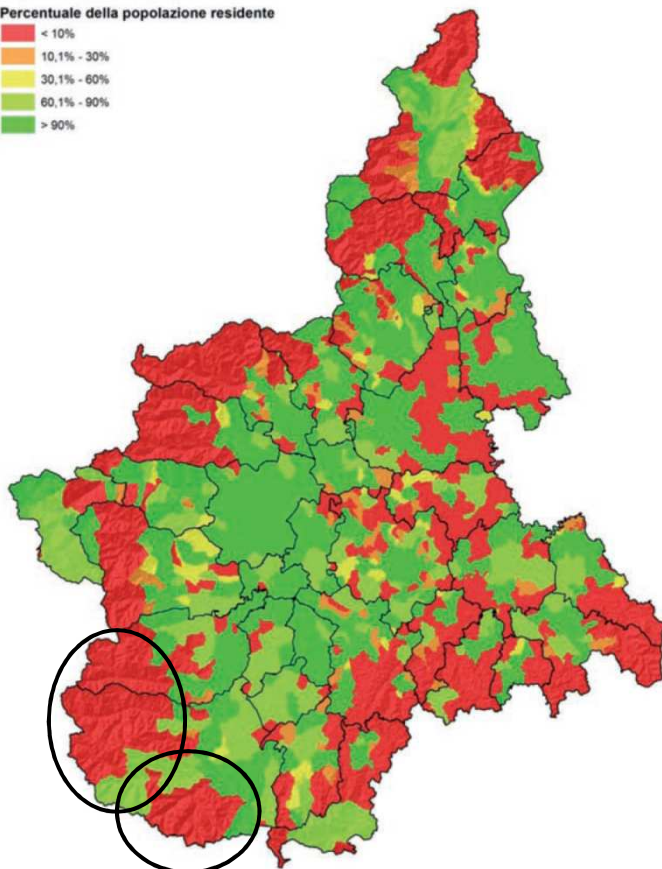 Percentuale della popolazione residente
< 10%
10,1% - 30%
30,1% - 60%
60,1% - 90%
> 90%